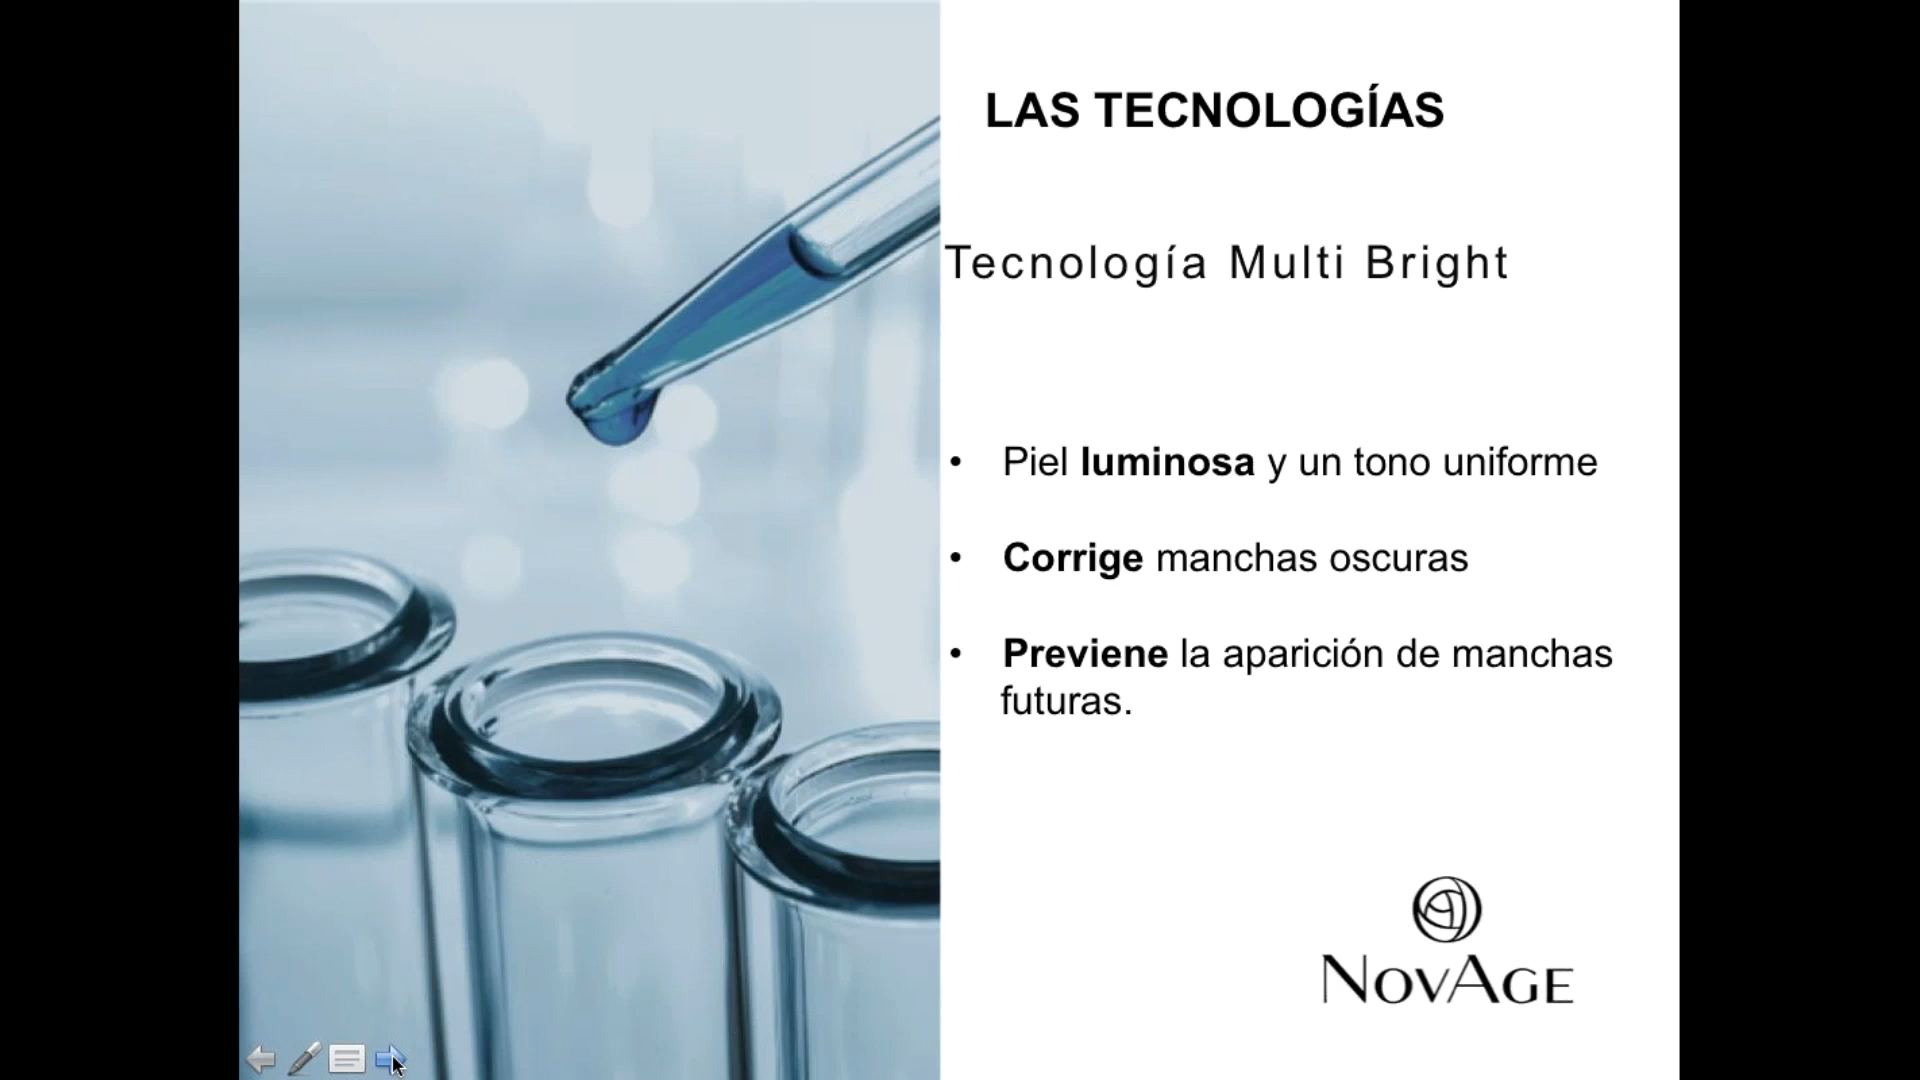 LAS TECNOLOGÍAS
Tecnología Multi Bright
• Piel luminosa y un tono uniforme
• Corrige manchas oscuras
• Previene la aparición de manchas
futuras.
NOVAGE